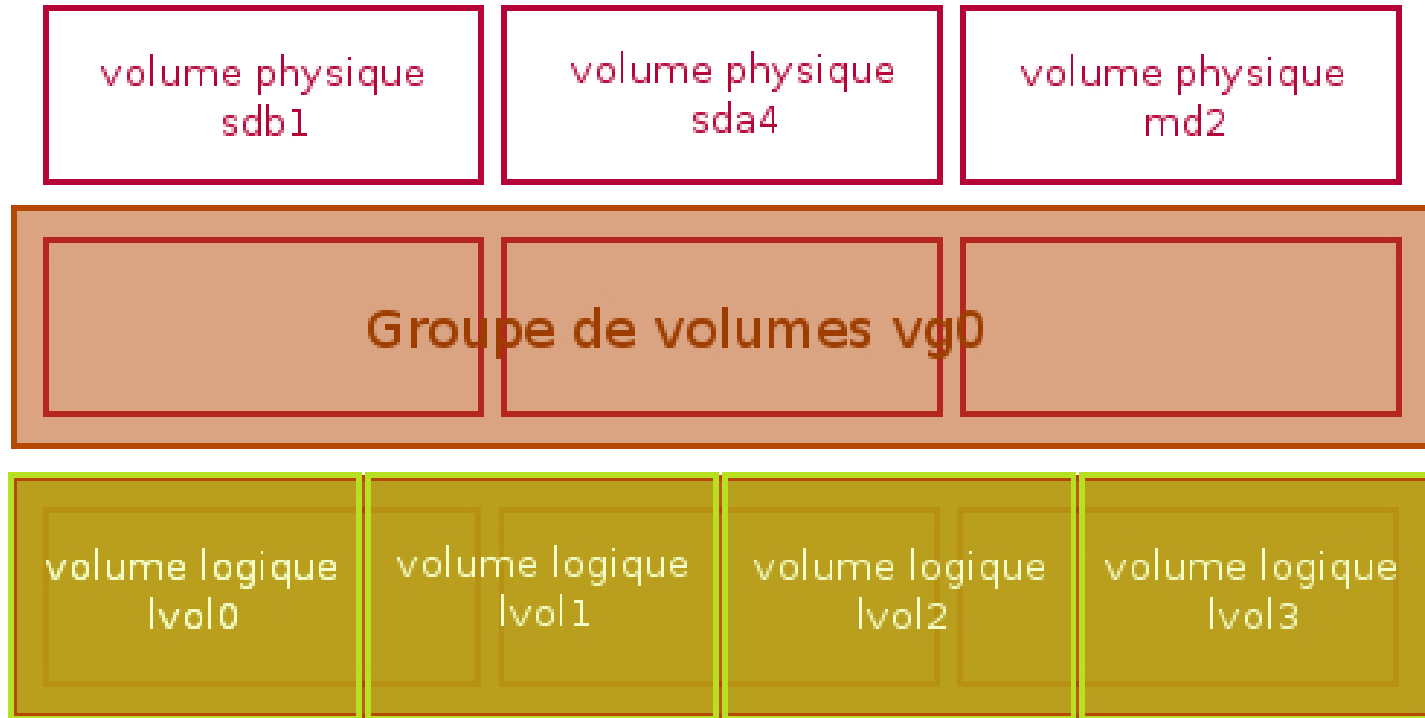 volume physique
sdb1
volume physique
sda4
volume physique
md2
Groupe de volumes vg0
volume logique
lvol0
volume logique
lvol1
volume logique
lvol2
volume logique
lvol3